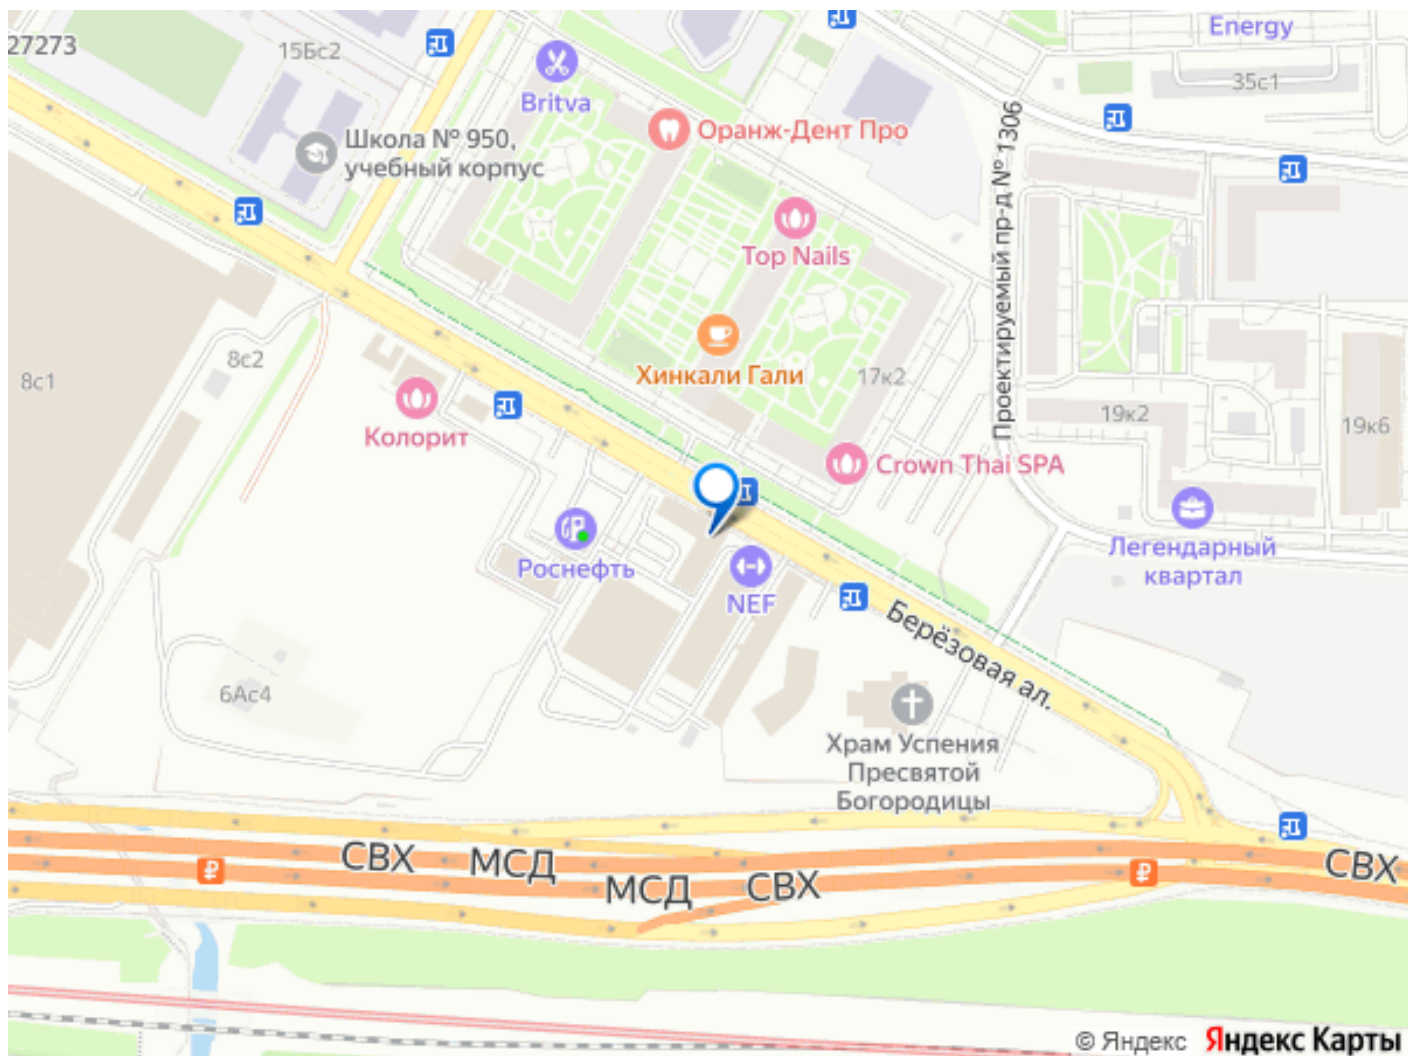 27273
15Бс2
Energy
35с1
Britva
Оранж-Дент Про
Школа № 950,
учебный корпус
Проектируемый пр-д № 1306
Top Nails
8с2
8с1
Хинкали Гали
17к2
19к2
19к6
Колорит
Crown Thai SPA
Роснефть
NEF
Легендарный
квартал
Берёзовая ал.
6Ас4
Храм Успения
Пресвятой
Богородицы
СВХ
МСД
МСД
СВХ
СВХ
© Яндекс Яндекс Карты